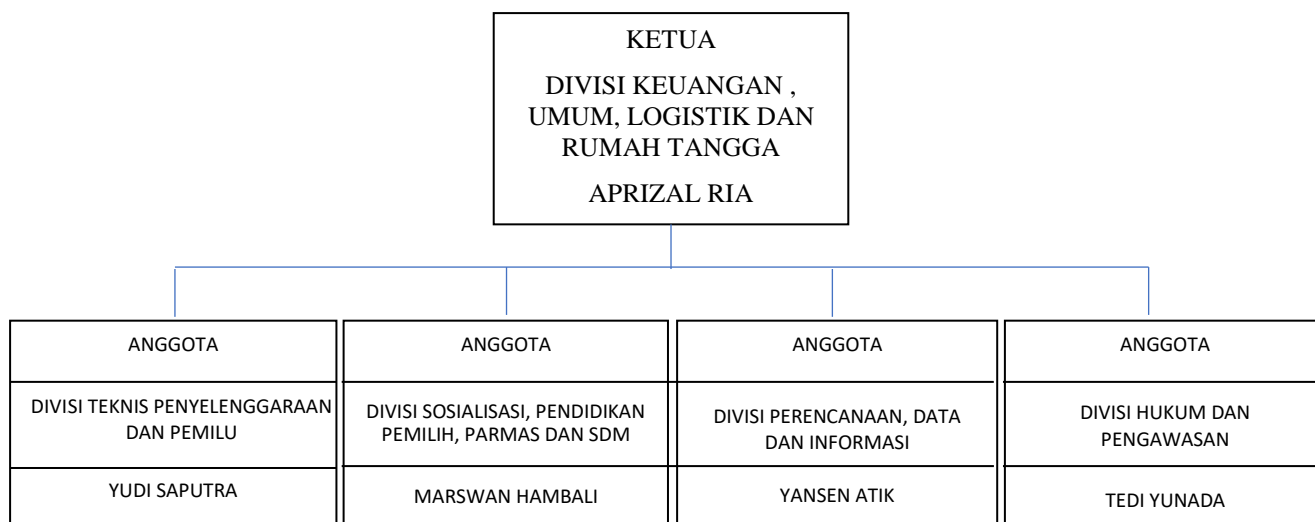 KETUA
DIVISI KEUANGAN ,
UMUM, LOGISTIK DAN
RUMAH TANGGA
APRIZAL RIA
ANGGOTA
DIVISI TEKNIS PENYELENGGARAAN
DAN PEMILU
YUDI SAPUTRA
ANGGOTA
DIVISI SOSIALISASI, PENDIDIKAN
PEMILIH, PARMAS DAN SDM
MARSWAN HAMBALI
ANGGOTA
DIVISI PERENCANAAN, DATA
DAN INFORMASI
YANSEN ATIK
ANGGOTA
DIVISI HUKUM DAN
PENGAWASAN
TEDI YUNADA